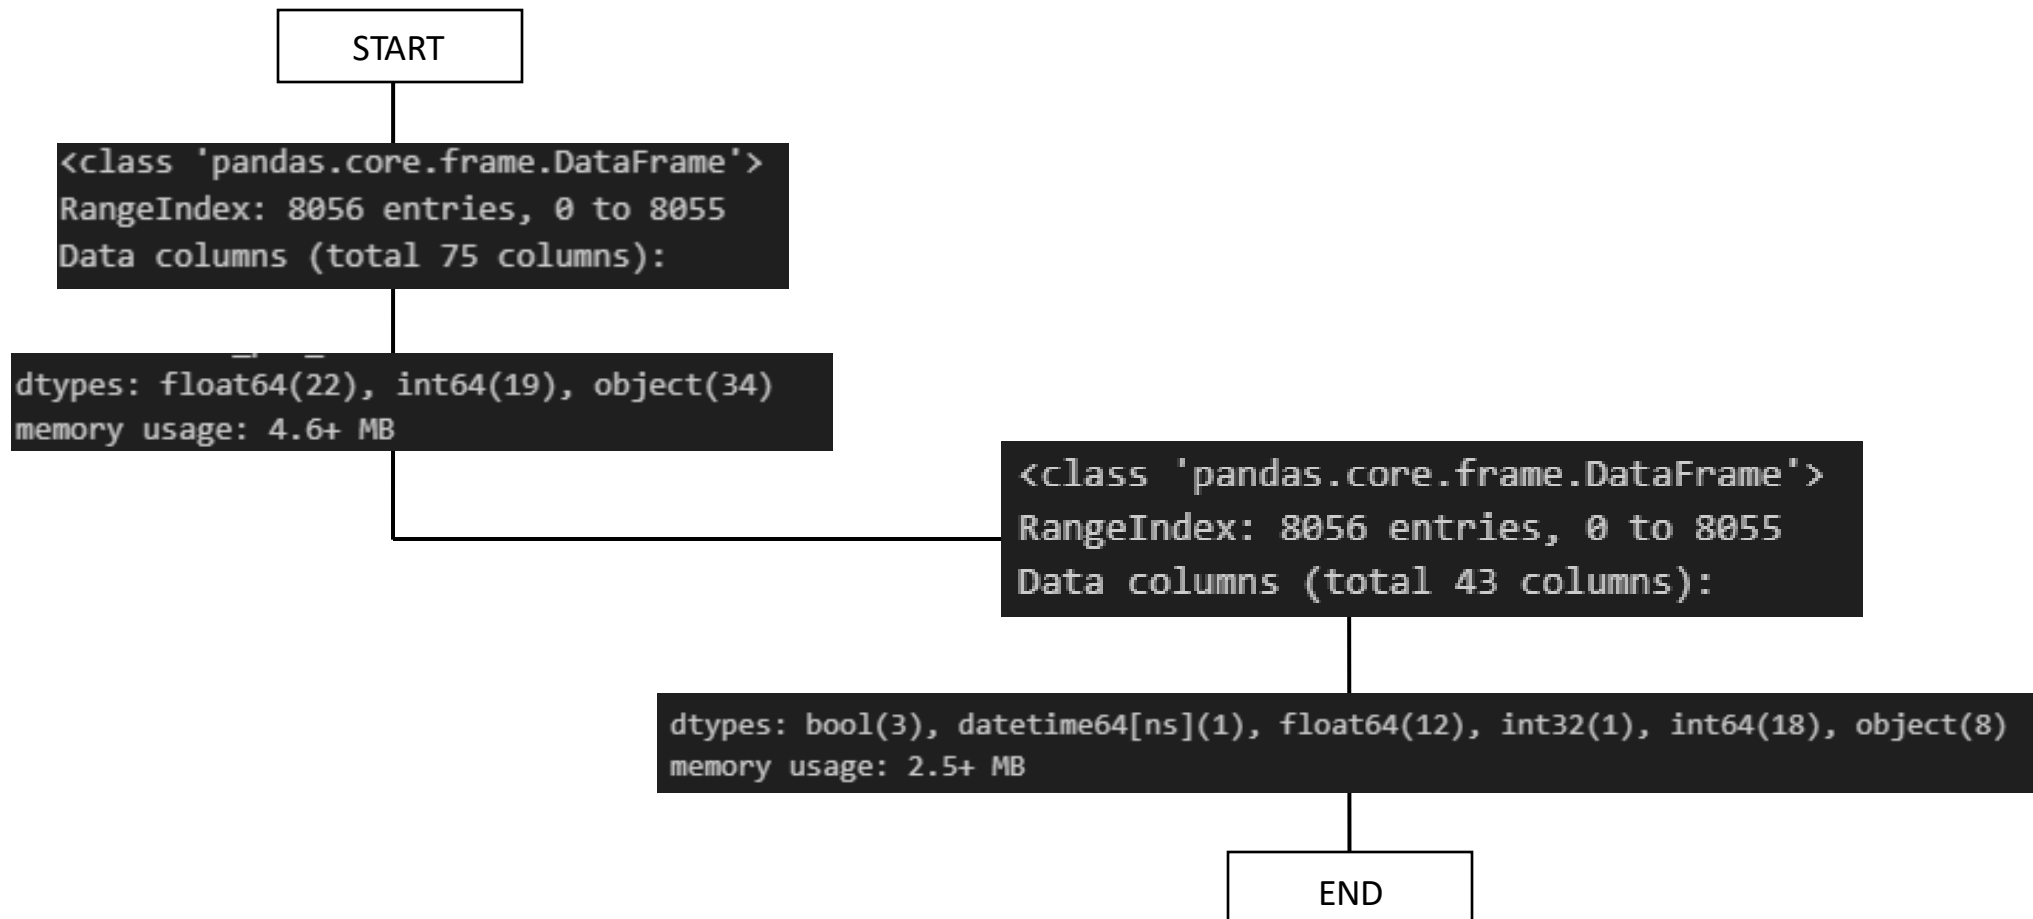 START
<class 'pandas.core.frame.DataFrame'>
RangeIndex: 8056 entries, 0 to 8055
Data columns (total 75 columns):
dtypes: float64(22), int64(19), object(34)
memory usage: 4.6+ MB
<class 'pandas.core.frame.DataFrame'>
RangeIndex: 8056 entries, 0 to 8055
Data columns (total 43 columns):
dtypes: bool(3), datetime64[ns](1), float64(12), int32(1), int64(18), object(8)
memory usage: 2.5+ MB
END